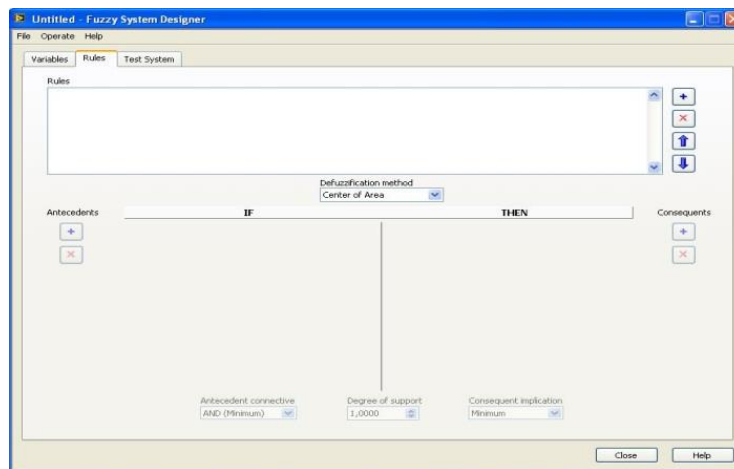 Untitled - Fuzzy System Designer
File Operate Help
Variables Rules Test System
Rules
Defuzzification method
Center of Area
Antecedents IF THEN Consequents
Antecedent connective Degree of support Consequent implication
AND (Minimum) 1,0000 Minimum
Close Help